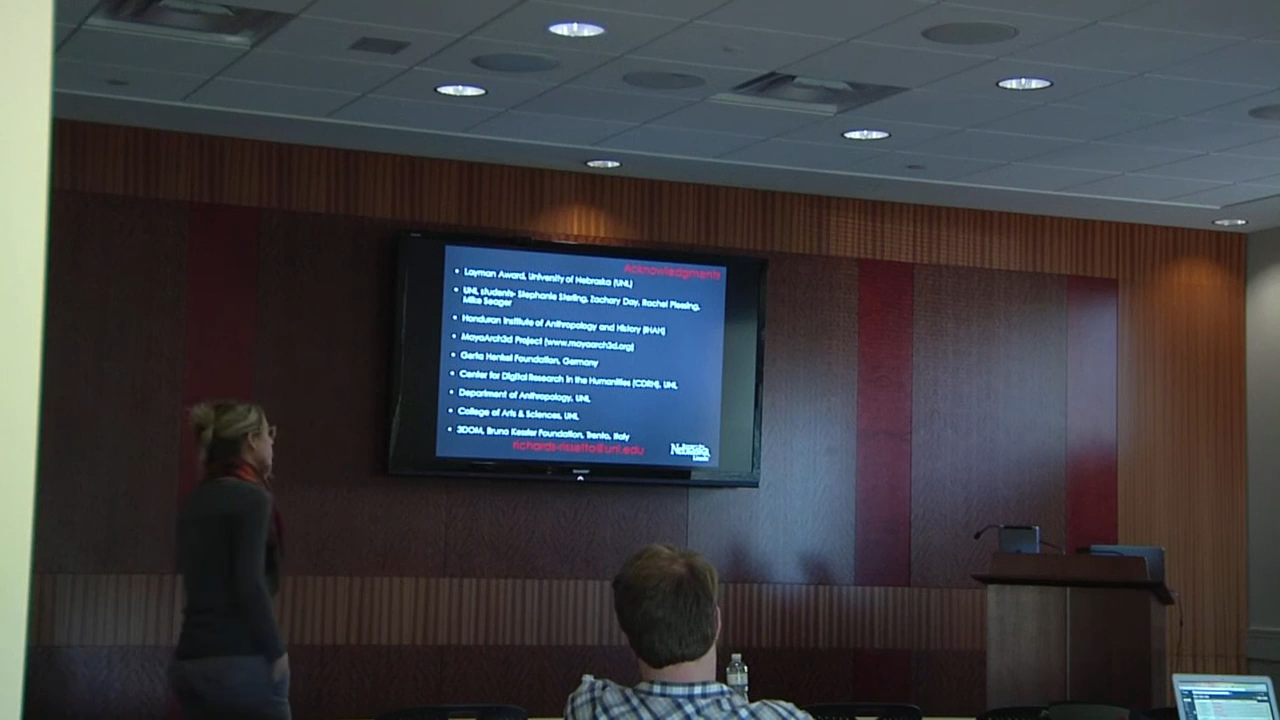 Acknowledgments
• Layman Award, University of Nebraska (UNL)
• UNL students- Stephanie Sterling, Zachary Day, Rachel Plessing,
Mike Seager
• Honduran Institute of Anthropology and History (IHAH)
• MayaArch3d Project (www.mayaarch3d.org)
• Gerda Henkel Foundation, Germany
• Center for Digital Research in the Humanities (CDRH), UNL
• Department of Anthropology, UNL
• College of Arts & Sciences, UNL
• 3DOM, Bruno Kessler Foundation, Trento, Italy
richards-rissetto@unl.edu
Nebraska
Lincoln
SHARP